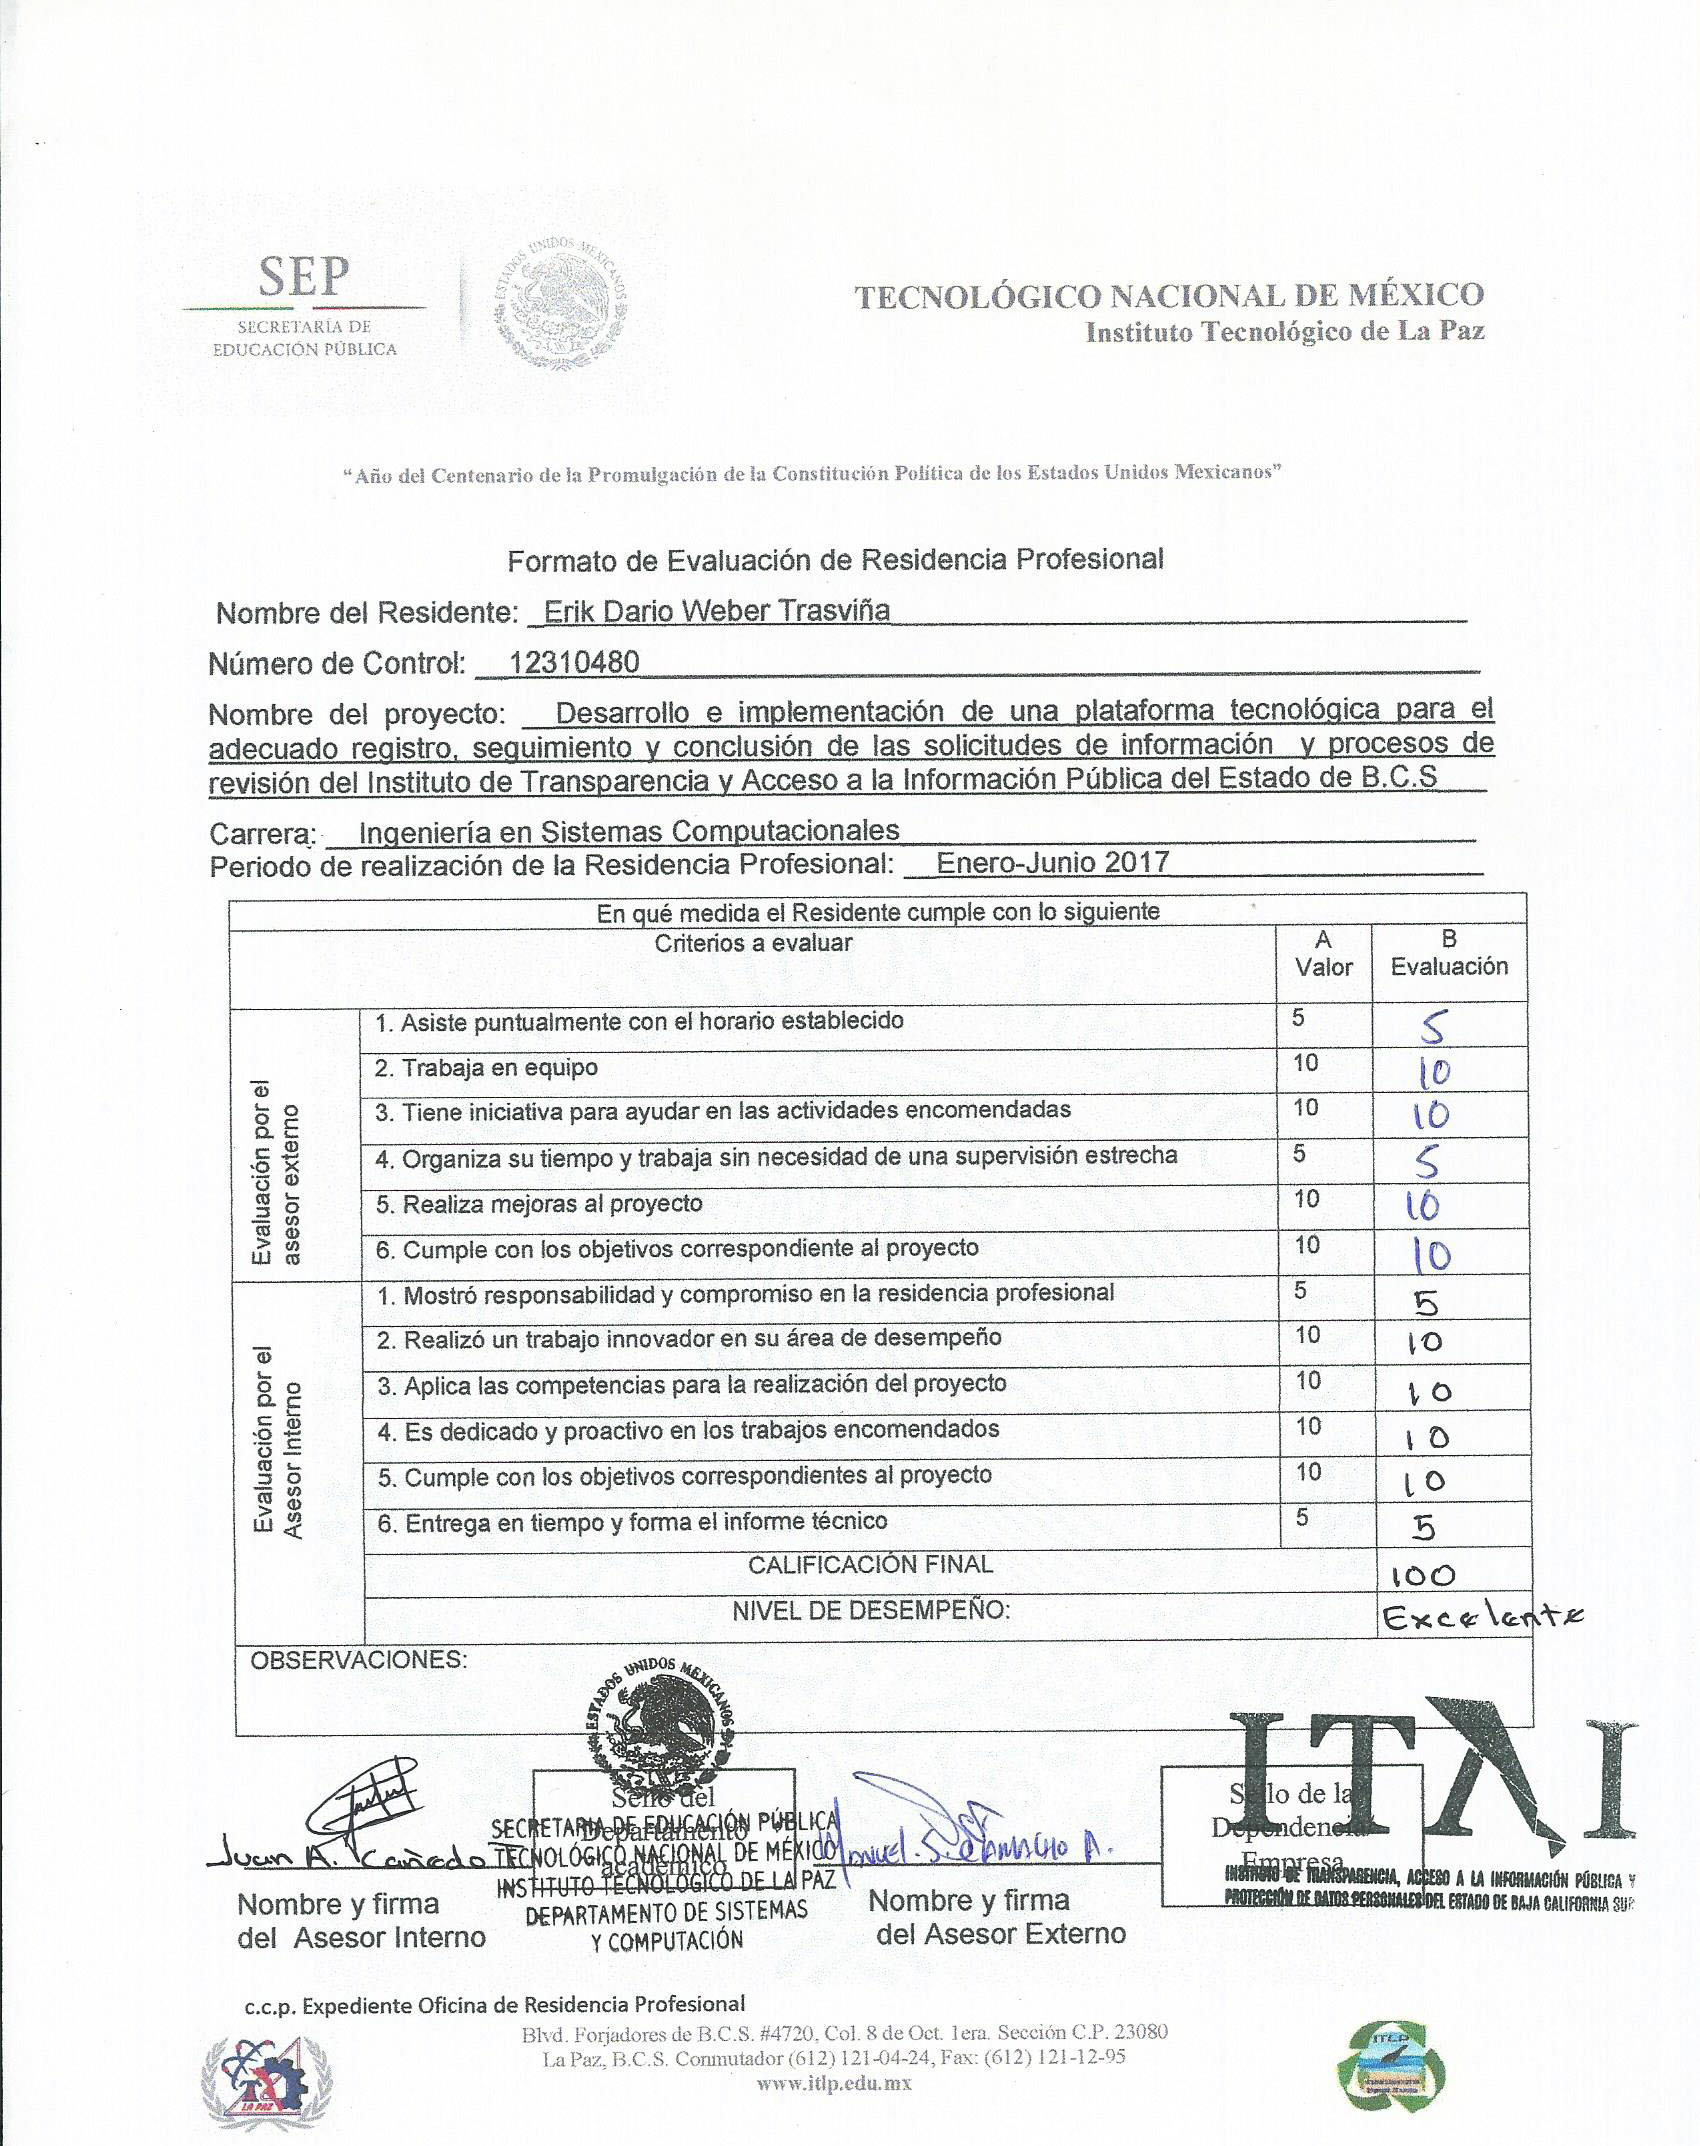 SEP
SECRETARÍA DE
EDUCACIÓN PÚBLICA
ESTADOS UNIDOS MEXICANOS
TECNOLÓGICO NACIONAL DE MÉXICO
Instituto Tecnológico de La Paz
“Año del Centenario de la Promulgación de la Constitución Política de los Estados Unidos Mexicanos”
Formato de Evaluación de Residencia Profesional
Nombre del Residente: Erik Dario Weber Trasviña
Número de Control: 12310480
Nombre del proyecto: Desarrollo e implementación de una plataforma tecnológica para el
adecuado registro, seguimiento y conclusión de las solicitudes de información y procesos de
revisión del Instituto de Transparencia y Acceso a la Información Pública del Estado de B.C.S
Carrera: Ingeniería en Sistemas Computacionales
Periodo de realización de la Residencia Profesional: Enero-Junio 2017
En qué medida el Residente cumple con lo siguiente
Criterios a evaluar
A
Valor
B
Evaluación
Evaluación por el
asesor externo
1. Asiste puntualmente con el horario establecido 5 5
2. Trabaja en equipo 10 10
3. Tiene iniciativa para ayudar en las actividades encomendadas 10 10
4. Organiza su tiempo y trabaja sin necesidad de una supervisión estrecha 5 5
5. Realiza mejoras al proyecto 10 10
6. Cumple con los objetivos correspondiente al proyecto 10 10
Evaluación por el
Asesor Interno
1. Mostró responsabilidad y compromiso en la residencia profesional 5 5
2. Realizó un trabajo innovador en su área de desempeño 10 10
3. Aplica las competencias para la realización del proyecto 10 10
4. Es dedicado y proactivo en los trabajos encomendados 10 10
5. Cumple con los objetivos correspondientes al proyecto 10 10
6. Entrega en tiempo y forma el informe técnico 5 5
CALIFICACIÓN FINAL 100
NIVEL DE DESEMPEÑO: Excelente
OBSERVACIONES:
ESTADOS UNIDOS MEXICANOS
Sello del
Departamento
académico
SECRETARIA DE EDUCACIÓN PÚBLICA
TECNOLÓGICO NACIONAL DE MÉXICO
INSTITUTO TECNOLOGICO DE LA PAZ
DEPARTAMENTO DE SISTEMAS
Y COMPUTACIÓN
Juan A. Cañedo
Nombre y firma
del Asesor Interno
Manuel. S. Camacho A.
Nombre y firma
del Asesor Externo
Sello de la
Dependencia/
Empresa
ITAI
INSTITUTO DE TRANSPARENCIA, ACCESO A LA INFORMACIÓN PÚBLICA Y
PROTECCIÓN DE DATOS PERSONALES DEL ESTADO DE BAJA CALIFORNIA SUR
c.c.p. Expediente Oficina de Residencia Profesional
Blvd. Forjadores de B.C.S. #4720, Col. 8 de Oct. 1era. Sección C.P. 23080
La Paz, B.C.S. Conmutador (612) 121-04-24, Fax: (612) 121-12-95
www.itlp.edu.mx
LA PAZ
ITLP